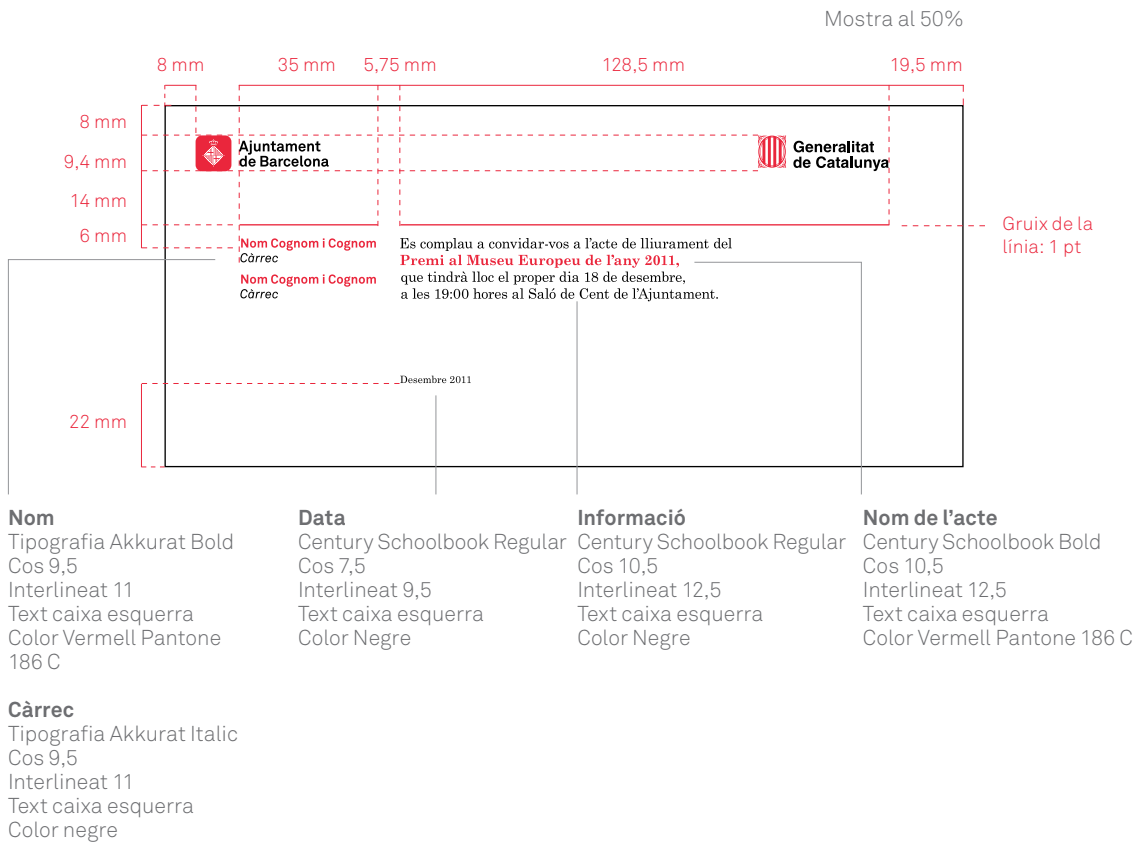 Mostra al 50%
8 mm 35 mm 5,75 mm 128,5 mm 19,5 mm
8 mm
9,4 mm
14 mm
6 mm
22 mm
Ajuntament
de Barcelona
Generalitat
de Catalunya
Gruix de la
línia: 1 pt
Nom Cognom i Cognom
Càrrec
Nom Cognom i Cognom
Càrrec
Es complau a convidar-vos a l’acte de lliurament del
Premi al Museu Europeu de l’any 2011,
que tindrà lloc el proper dia 18 de desembre,
a les 19:00 hores al Saló de Cent de l’Ajuntament.
Desembre 2011
Nom
Tipografia Akkurat Bold
Cos 9,5
Interlineat 11
Text caixa esquerra
Color Vermell Pantone
186 C
Càrrec
Tipografia Akkurat Italic
Cos 9,5
Interlineat 11
Text caixa esquerra
Color negre
Data
Century Schoolbook Regular
Cos 7,5
Interlineat 9,5
Text caixa esquerra
Color Negre
Informació
Century Schoolbook Regular
Cos 10,5
Interlineat 12,5
Text caixa esquerra
Color Negre
Nom de l’acte
Century Schoolbook Bold
Cos 10,5
Interlineat 12,5
Text caixa esquerra
Color Vermell Pantone 186 C